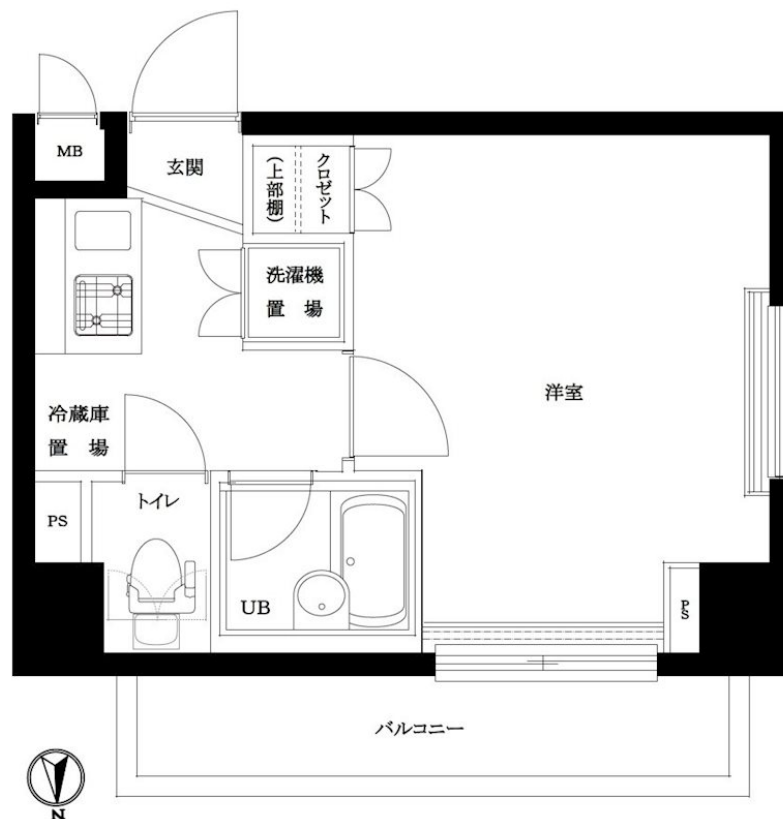 MB
玄関
クロゼット
(上部棚)
洗濯機
置 場
洋室
冷蔵庫
置 場
トイレ
PS
UB
PS
バルコニー
N